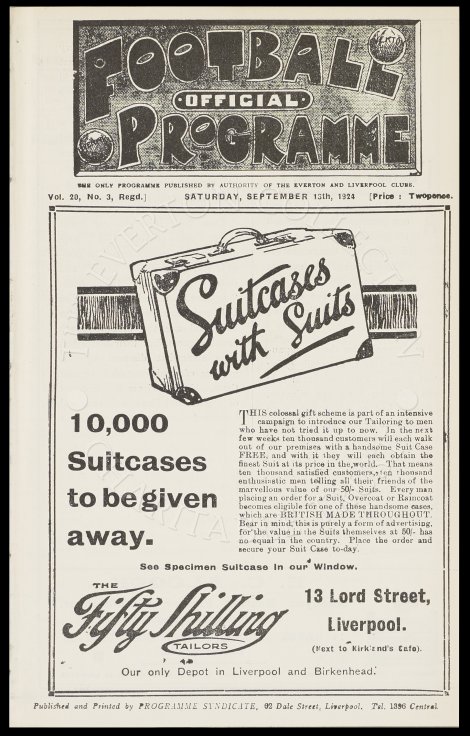 FOOTBALL
OFFICIAL
PROGRAMME
THE ONLY PROGRAMME PUBLISHED BY AUTHORITY OF THE EVERTON AND LIVERPOOL CLUBS.
Vol. 20, No. 3, Regd.] SATURDAY, SEPTEMBER 13th, 1924 [Price : Twopence.
Suitcases
with Suits
10,000
Suitcases
to be given
away.
THIS colossal gift scheme is part of an intensive
campaign to introduce our Tailoring to men
who have not tried it up to now. In the next
few weeks ten thousand customers will each walk
out of our premises with a handsome Suit Case
FREE, and with it they will each obtain the
finest Suit at its price in the world. That means
ten thousand satisfied customers, ten thousand
enthusiastic men telling all their friends of the
marvellous value of our 50/- Suits. Every man
placing an order for a Suit, Overcoat or Raincoat
becomes eligible for one of these handsome cases,
which are BRITISH MADE THROUGHOUT.
Bear in mind, this is purely a form of advertising,
for the value in the Suits themselves at 50/- has
no equal in the country. Place the order and
secure your Suit Case to-day.
See Specimen Suitcase in our Window.
THE
Fifty Shilling
TAILORS
13 Lord Street,
Liverpool.
(Next to Kirkland's Cafe).
Our only Depot in Liverpool and Birkenhead.
Published and Printed by PROGRAMME SYNDICATE, 62 Dale Street, Liverpool. Tel. 1396 Central.